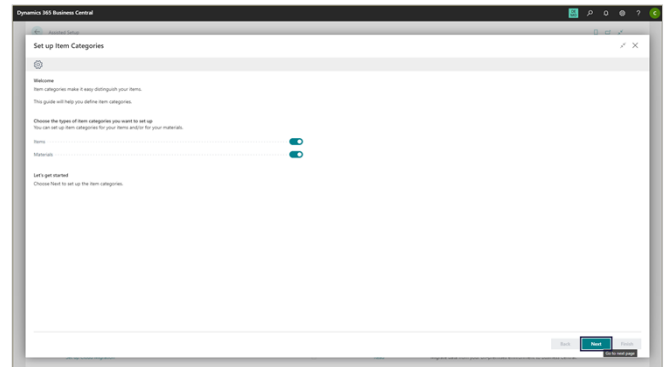 Dynamics 365 Business Central
?
C
Assisted Setup
Set up Item Categories
Welcome
Item categories make it easy distinguish your items.
This guide will help you define item categories.
Choose the types of item categories you want to set up
You can set up item categories for your items and/or for your materials.
Items
Materials
Let's get started
Choose Next to set up the item categories.
Back
Next
Finish
Go to next page